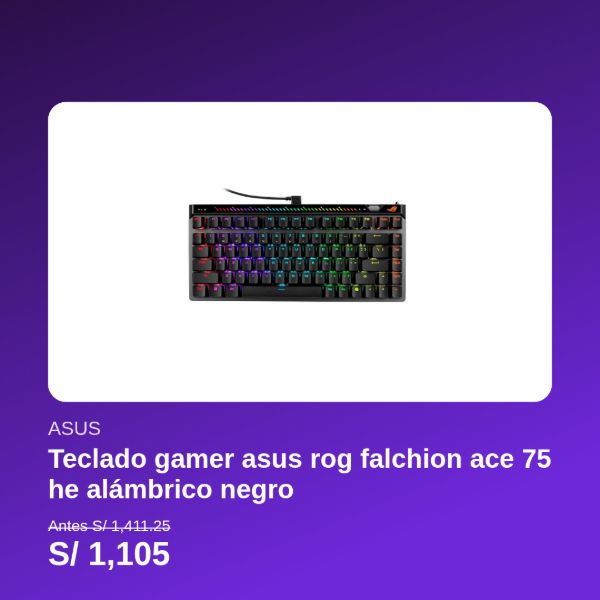 ASUS
Teclado gamer asus rog falchion ace 75
he alámbrico negro
Antes S/ 1,411.25
S/ 1,105